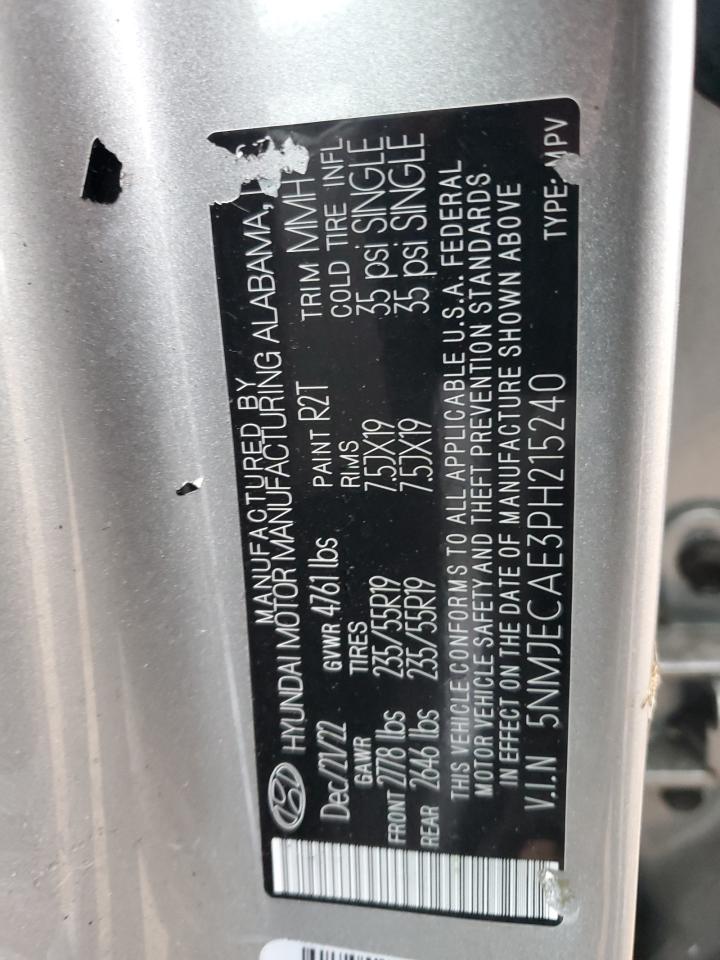 MANUFACTURED BY
HYUNDAI MOTOR MANUFACTURING ALABAMA,
Dec/21/22 GVWR 4761 lbs PAINT R2T TRIM MMH
GAWR TIRES RIMS COLD TIRE INFL
FRONT 2778 lbs 235/55R19 7.5JX19 35 psi SINGLE
REAR 2646 lbs 235/55R19 7.5JX19 35 psi SINGLE
THIS VEHICLE CONFORMS TO ALL APPLICABLE U.S.A. FEDERAL
MOTOR VEHICLE SAFETY AND THEFT PREVENTION STANDARDS
IN EFFECT ON THE DATE OF MANUFACTURE SHOWN ABOVE
V.I.N 5NMJECAE3PH215240 TYPE: MPV